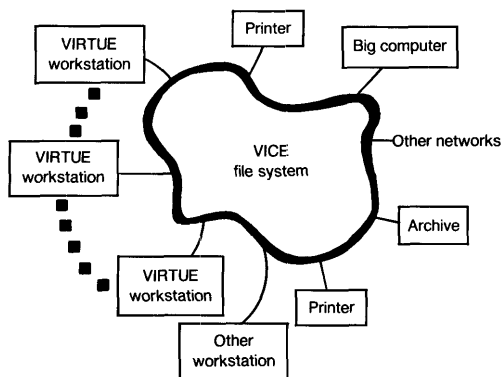 VIRTUE
workstation
Printer
Big computer
VICE
file system
Other networks
VIRTUE
workstation
Archive
VIRTUE
workstation
Printer
Other
workstation